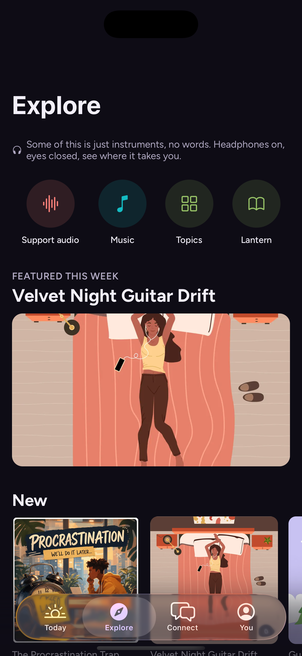 Explore
Some of this is just instruments, no words. Headphones on,
eyes closed, see where it takes you.
Support audio
Music
Topics
Lantern
FEATURED THIS WEEK
Velvet Night Guitar Drift
New
PROCRASTINATION
WE'LL DO IT LATER...
Today
Explore
Connect
You
The Procrastination Trap
Velvet Night Guitar Drift